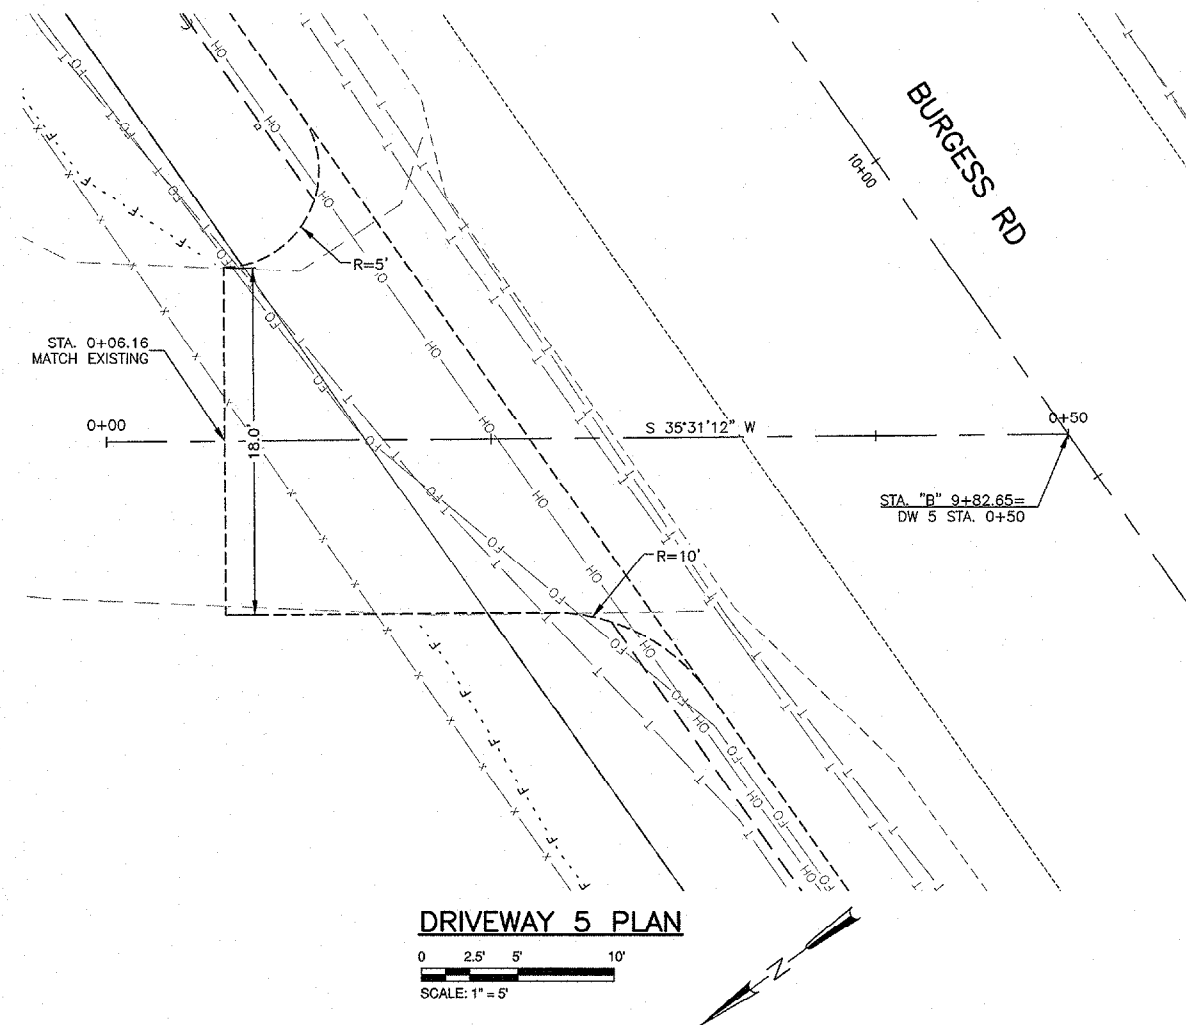 BURGESS RD
10+00
R=5'
STA. 0+06.16
MATCH EXISTING
0+00
18.0'
S 35°31'12" W
0+50
STA. "B" 9+82.65=
DW 5 STA. 0+50
R=10'
DRIVEWAY 5 PLAN
0 2.5' 5' 10'
SCALE: 1" = 5'
N